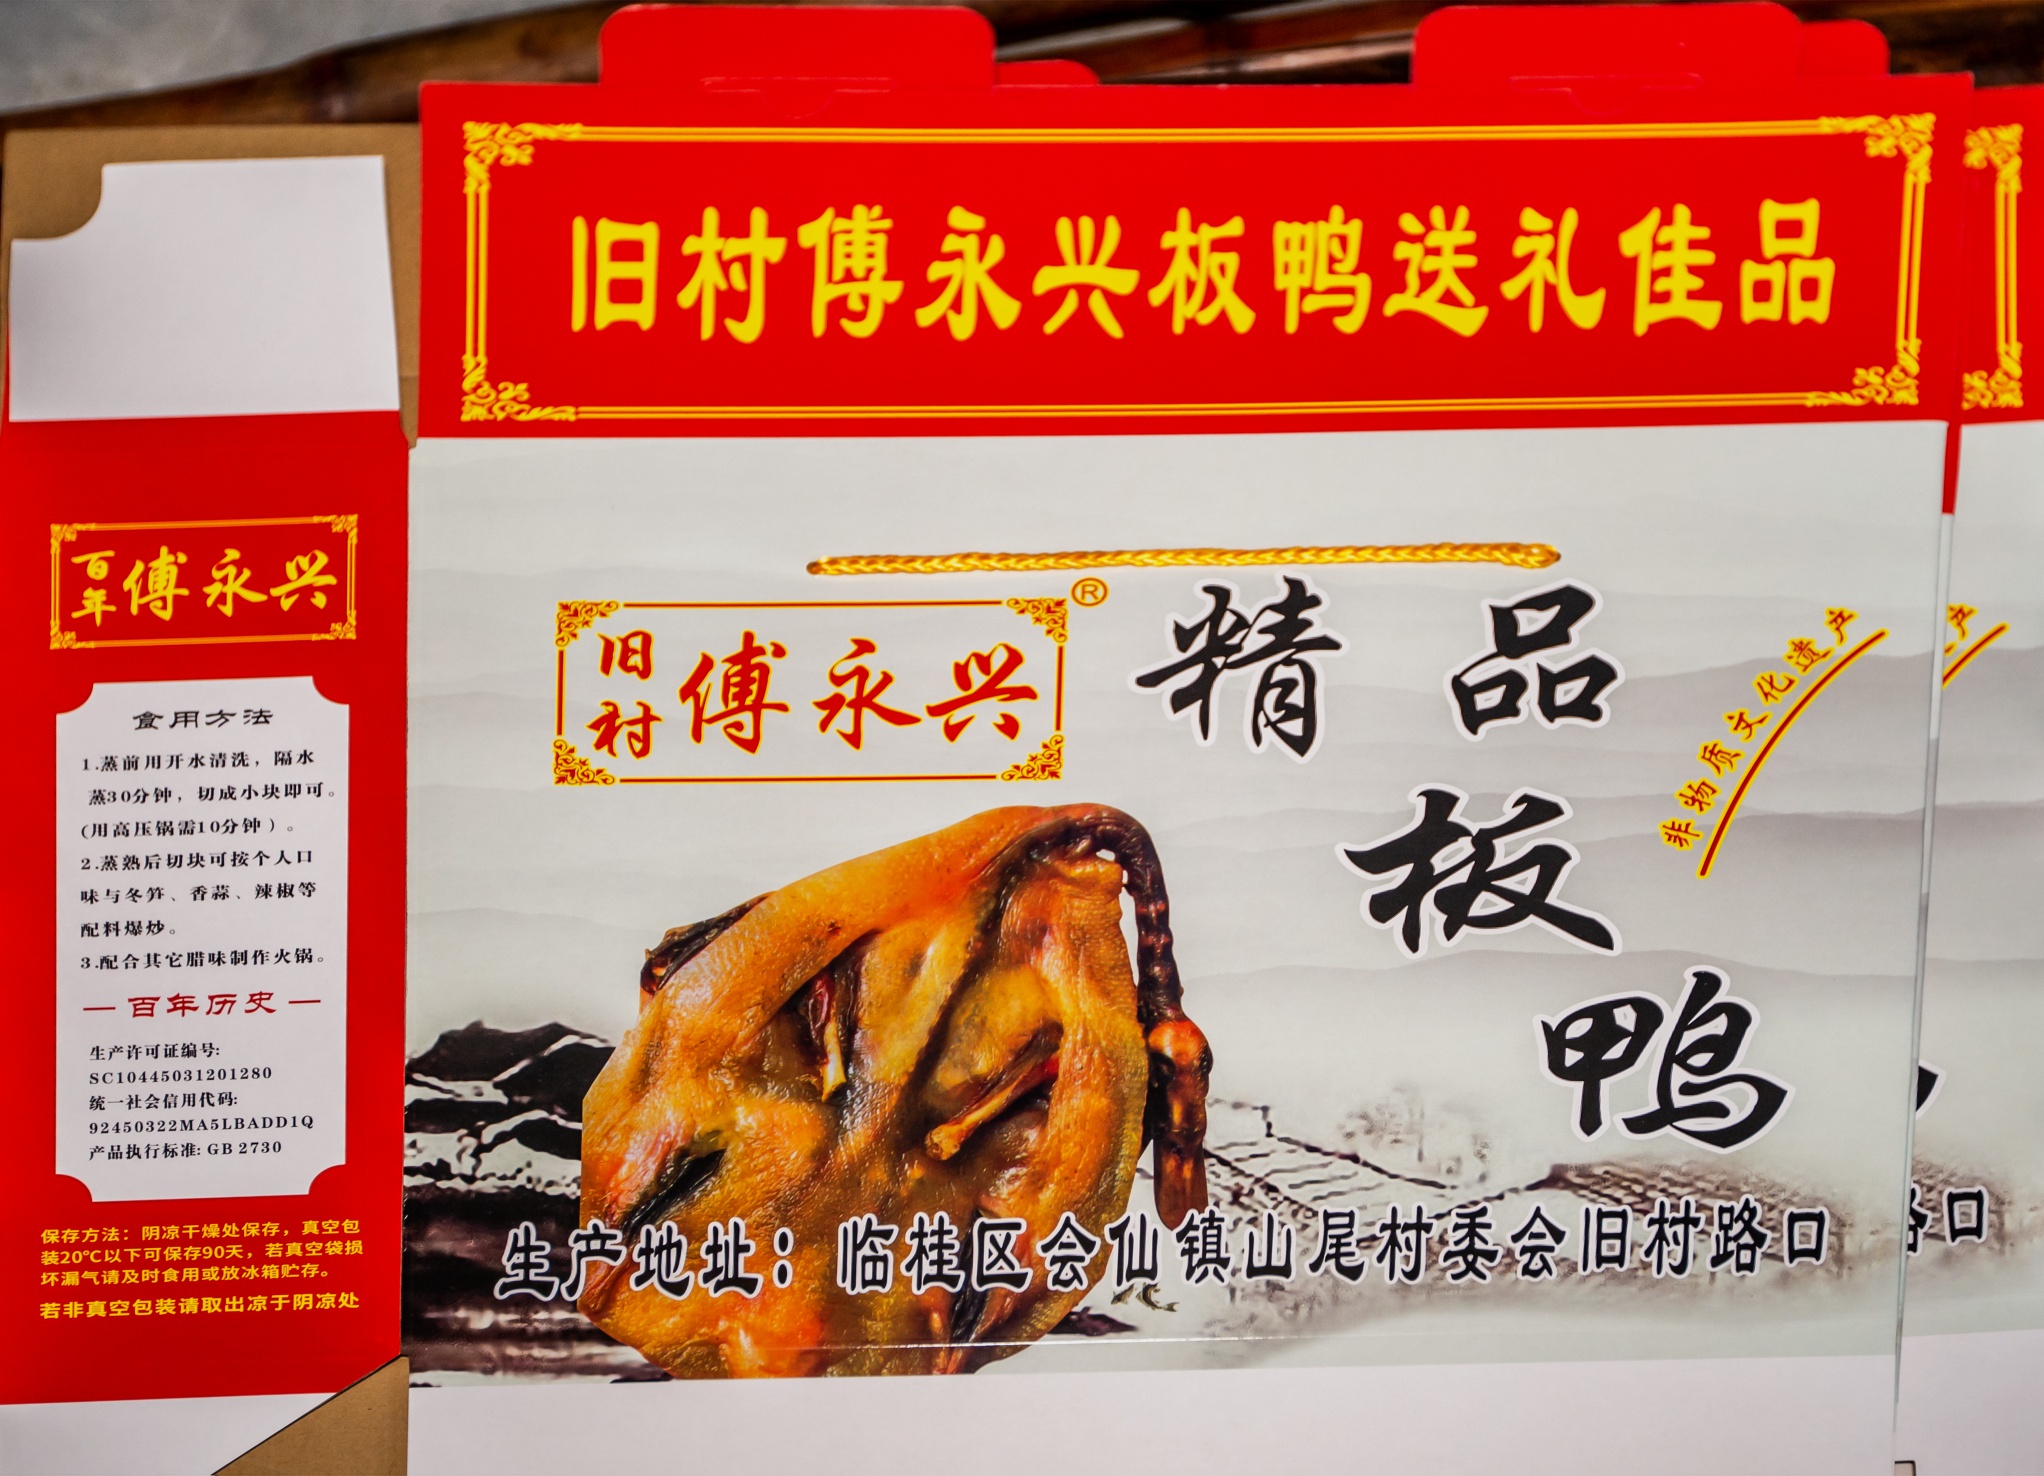 旧村傅永兴板鸭送礼佳品
百年
傅永兴
食用方法
1.蒸前用开水清洗，隔水
蒸30分钟，切成小块即可。
(用高压锅需10分钟）。
2.蒸熟后切块可按个人口
味与冬笋、香蒜、辣椒等
配料爆炒。
3.配合其它腊味制作火锅。
百年历史
生产许可证编号:
SC10445031201280
统一社会信用代码:
92450322MA5LBADD1Q
产品执行标准: GB 2730
保存方法：阴凉干燥处保存，真空包
装20℃以下可保存90天，若真空袋损
坏漏气请及时食用或放冰箱贮存。
若非真空包装请取出凉于阴凉处
旧村
傅永兴
®
精品
板
鸭
非物质文化遗产
生产地址：临桂区会仙镇山尾村委会旧村路口
产
路口